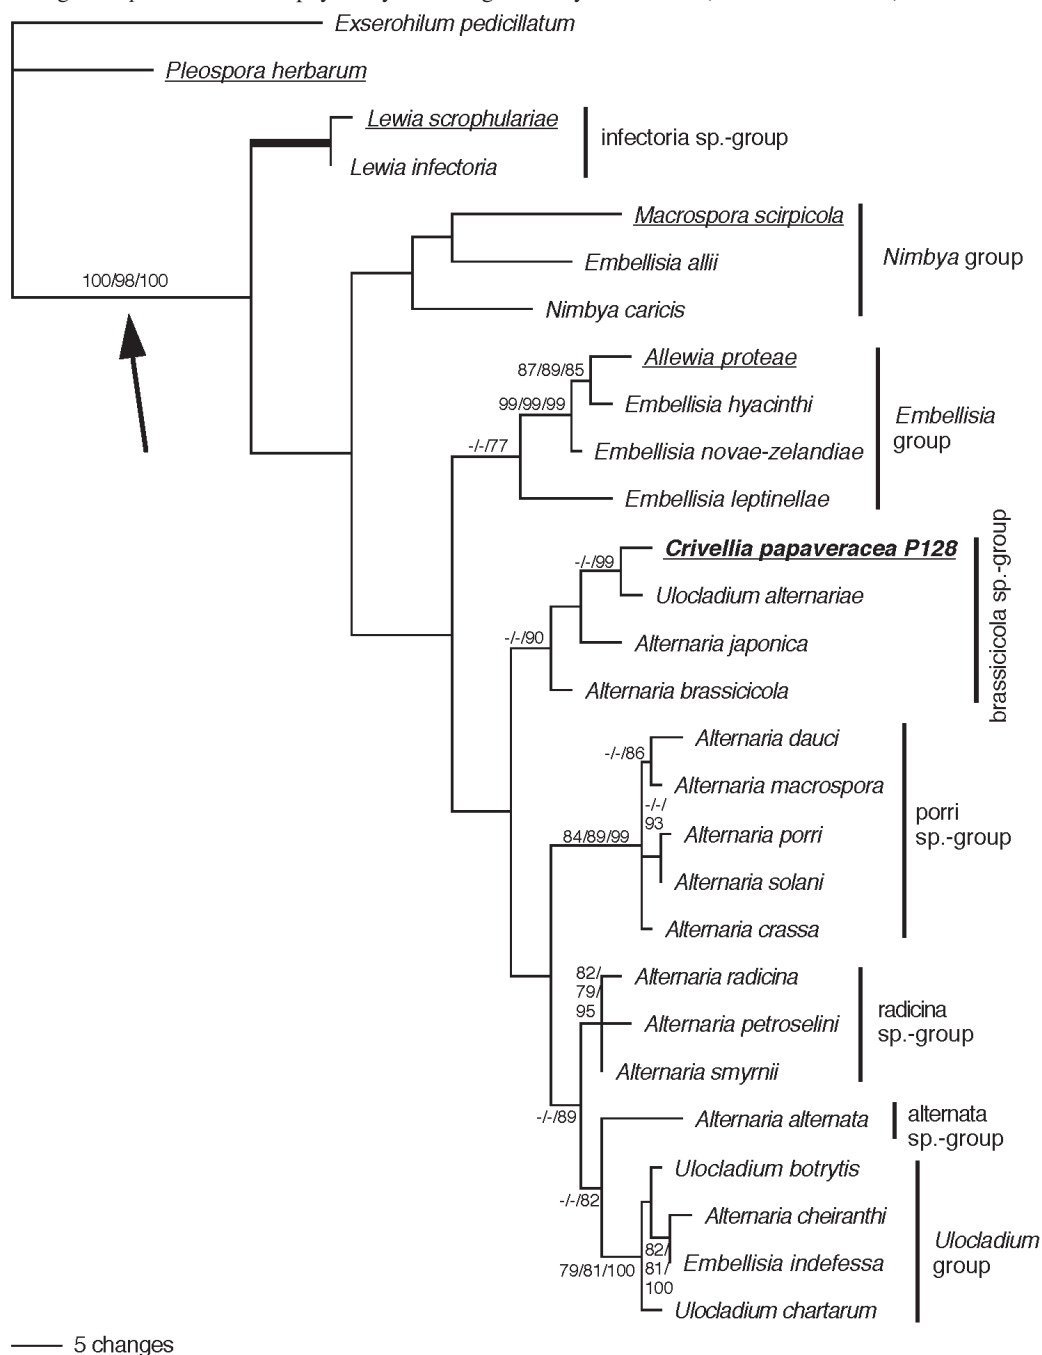 Exserohilum pedicillatum
Pleospora herbarum
Lewia scrophulariae
infectoria sp.-group
Lewia infectoria
Macrospora scirpicola
Nimbya group
Embellisia allii
100/98/100
Nimbya caricis
Allewia proteae
87/89/85
Embellisia hyacinthi
99/99/99
Embellisia
group
-/-/77
Embellisia novae-zelandiae
Embellisia leptinellae
Crivellia papaveracea P128
-/-/99
Ulocladium alternariae
brassicicola sp.-group
-/-/90
Alternaria japonica
Alternaria brassicicola
Alternaria dauci
-/-/86
Alternaria macrospora
-/-/
93
porri
sp.-group
84/89/99
Alternaria porri
Alternaria solani
Alternaria crassa
82/
79/
95
Alternaria radicina
radicina
sp.-group
Alternaria petroselini
Alternaria smyrnii
-/-/89
Alternaria alternata
alternata
sp.-group
Ulocladium botrytis
-/-/82
Alternaria cheiranthi
Ulocladium
group
82/
81/
100
Embellisia indefessa
79/81/100
Ulocladium chartarum
5 changes